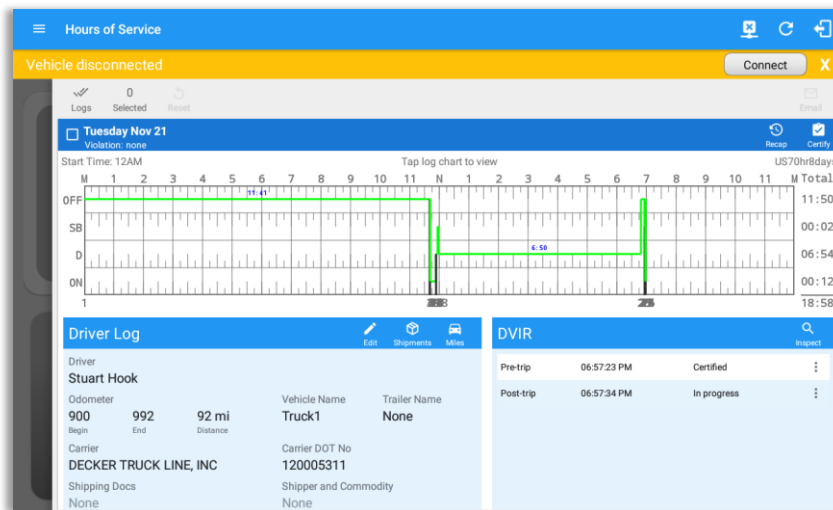 Hours of Service
Vehicle disconnected
Connect
X
Logs
0
Selected
Reset
Email
Tuesday Nov 21
Violation: none
Recap
Certify
Start Time: 12AM
Tap log chart to view
US70hr8days
M 1 2 3 4 5 6 7 8 9 10 11 N 1 2 3 4 5 6 7 8 9 10 11 M Total
OFF
11:41
11:50
SB
00:02
D
6:50
06:54
ON
00:12
1
18:58
Driver Log
Edit
Shipments
Miles
Driver
Stuart Hook
Odometer
Vehicle Name
Trailer Name
900
992
92 mi
Truck1
None
Begin
End
Distance
Carrier
Carrier DOT No
DECKER TRUCK LINE, INC
120005311
Shipping Docs
Shipper and Commodity
None
None
DVIR
Inspect
Pre-trip
06:57:23 PM
Certified
Post-trip
06:57:34 PM
In progress